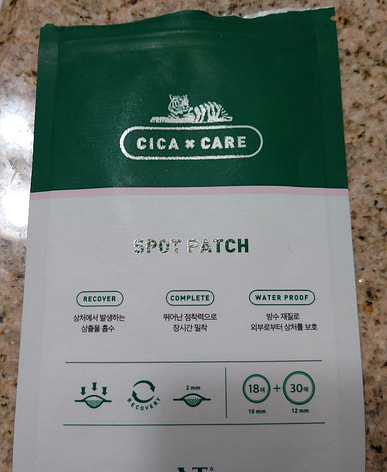 CICA × CARE
SPOT PATCH
RECOVER
COMPLETE
WATER PROOF
상처에서 발생하는
삼출물 흡수
뛰어난 점착력으로
장시간 밀착
방수 재질로
외부로부터 상처를 보호
RECOVERY
2 mm
18매 + 30매
10 mm
12 mm
VT